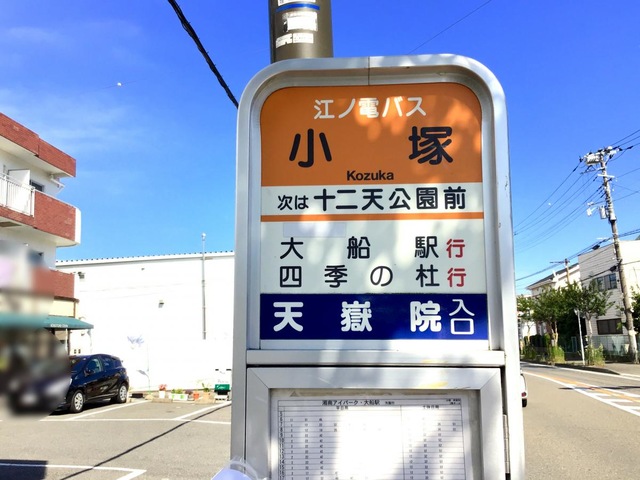 江ノ電バス
小塚
Kozuka
次は 十二天公園前
大船駅行
四季の杜行
天嶽院入口
湘南アイパーク・大船駅